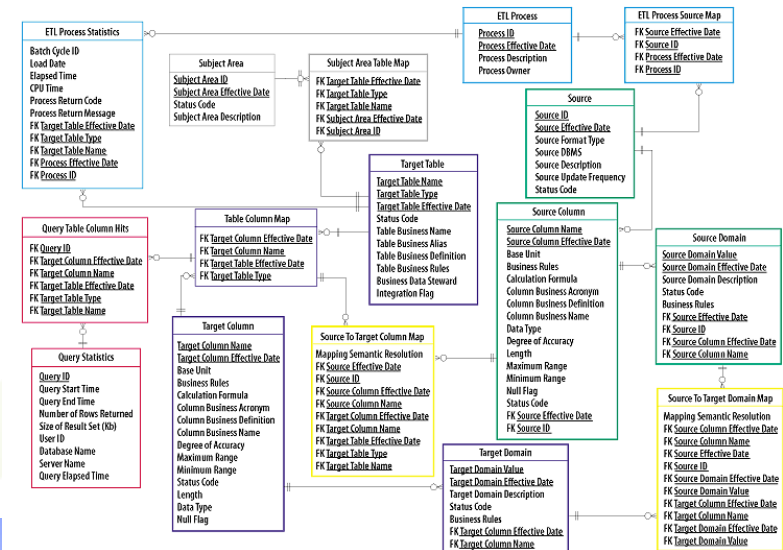 ETL Process Statistics
Batch Cycle ID
Load Date
Elapsed Time
CPU Time
Process Return Code
Process Return Message
FK Target Table Effective Date
FK Target Table Type
FK Target Table Name
FK Process Effective Date
FK Process ID
Subject Area
Subject Area ID
Subject Area Effective Date
Status Code
Subject Area Description
Subject Area Table Map
FK Target Table Effective Date
FK Target Table Type
FK Target Table Name
FK Subject Area Effective Date
FK Subject Area ID
ETL Process
Process ID
Process Effective Date
Process Description
Process Owner
ETL Process Source Map
FK Source Effective Date
FK Source ID
FK Process Effective Date
FK Process ID
Source
Source ID
Source Effective Date
Source Format Type
Source DBMS
Source Description
Source Update Frequency
Status Code
Target Table
Target Table Name
Target Table Type
Target Table Effective Date
Status Code
Table Business Name
Table Business Alias
Table Business Definition
Table Business Rules
Business Data Steward
Integration Flag
Query Table Column Hits
FK Query ID
FK Target Column Effective Date
FK Target Column Name
FK Target Table Effective Date
FK Target Table Type
FK Target Table Name
Table Column Map
FK Target Column Effective Date
FK Target Column Name
FK Target Table Effective Date
FK Target Table Type
Source Column
Source Column Name
Source Column Effective Date
Base Unit
Business Rules
Calculation Formula
Column Business Acronym
Column Business Definition
Column Business Name
Data Type
Degree of Accuracy
Length
Maximum Range
Minimum Range
Null Flag
Status Code
FK Source Effective Date
FK Source ID
Source Domain
Source Domain Value
Source Domain Effective Date
Source Domain Description
Status Code
Business Rules
FK Source Effective Date
FK Source ID
FK Source Column Effective Date
FK Source Column Name
Query Statistics
Query ID
Query Start Time
Query End Time
Number of Rows Returned
Size of Result Set (Kb)
User ID
Database Name
Server Name
Query Elapsed Time
Target Column
Target Column Name
Target Column Effective Date
Base Unit
Business Rules
Calculation Formula
Column Business Acronym
Column Business Definition
Column Business Name
Degree of Accuracy
Maximum Range
Minimum Range
Status Code
Length
Data Type
Null Flag
Source To Target Column Map
Mapping Semantic Resolution
FK Source Effective Date
FK Source ID
FK Source Column Effective Date
FK Source Column Name
FK Target Column Effective Date
FK Target Column Name
FK Target Table Effective Date
FK Target Table Type
FK Target Table Name
Target Domain
Target Domain Value
Target Domain Effective Date
Target Domain Description
Status Code
Business Rules
FK Target Column Effective Date
FK Target Column Name
Source To Target Domain Map
Mapping Semantic Resolution
FK Source Column Effective Date
FK Source Column Name
FK Source Effective Date
FK Source ID
FK Source Domain Effective Date
FK Source Domain Value
FK Target Column Effective Date
FK Target Column Name
FK Target Domain Effective Date
FK Target Domain Value